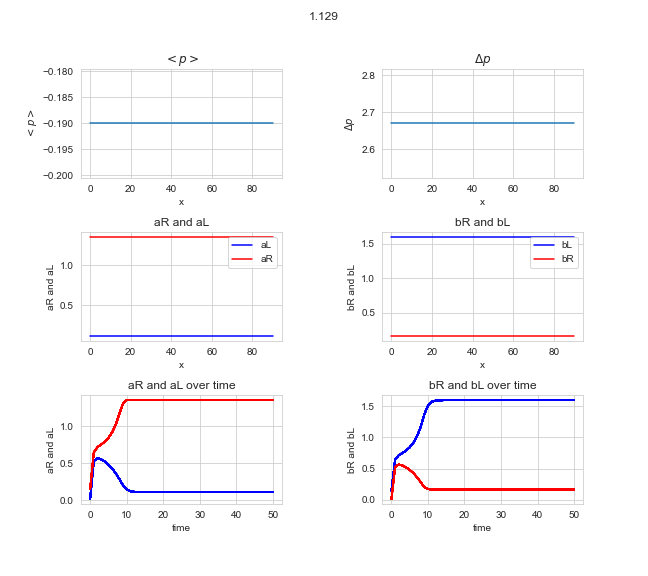 1.129
< p >
Δp
−0.180
−0.185
−0.190
−0.195
−0.200
< p >
0 20 40 60 80
x
2.8
2.7
2.6
Δp
0 20 40 60 80
x
aR and aL
bR and bL
1.0
0.5
aR and aL
aL
aR
0 20 40 60 80
x
1.5
1.0
0.5
bR and bL
bL
bR
0 20 40 60 80
x
aR and aL over time
bR and bL over time
1.0
0.5
0.0
aR and aL
0 10 20 30 40 50
time
1.5
1.0
0.5
0.0
bR and bL
0 10 20 30 40 50
time